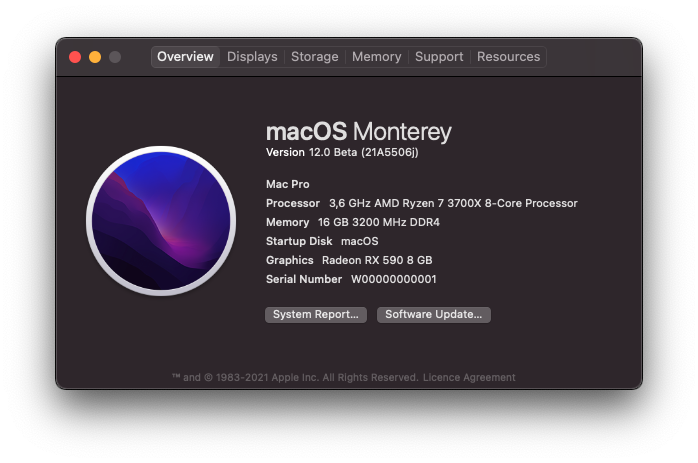 Overview Displays Storage Memory Support Resources
macOS Monterey
Version 12.0 Beta (21A5506j)
Mac Pro
Processor 3,6 GHz AMD Ryzen 7 3700X 8-Core Processor
Memory 16 GB 3200 MHz DDR4
Startup Disk macOS
Graphics Radeon RX 590 8 GB
Serial Number W00000000001
System Report... Software Update...
™ and © 1983-2021 Apple Inc. All Rights Reserved. Licence Agreement